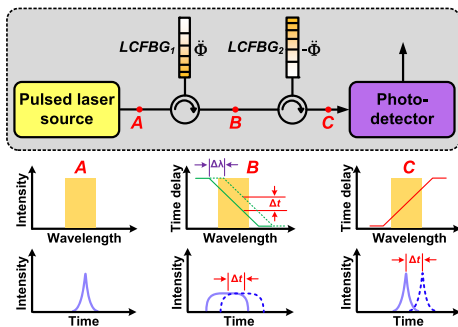 LCFBG1 Φ̈
LCFBG2 -Φ̈
Pulsed laser
source
A
B
C
Photo-
detector
A
Intensity
Wavelength
B
Δλ
Time delay
Δt
Wavelength
C
Time delay
Wavelength
Intensity
Time
Intensity
Δt
Time
Intensity
Δt
Time